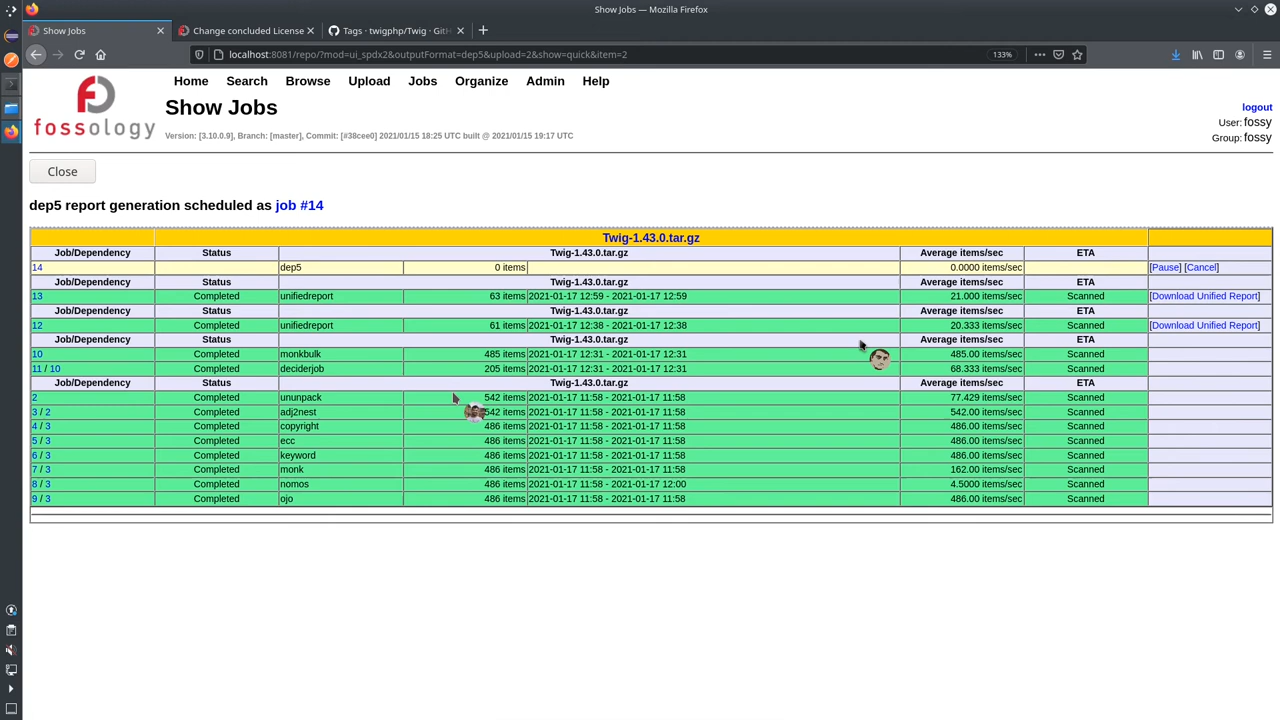 Show Jobs — Mozilla Firefox
Show Jobs
Change concluded License
Tags · twigphp/Twig · GitH
localhost:8081/repo/?mod=ui_spdx2&outputFormat=dep5&upload=2&show=quick&item=2
133%
Home Search Browse Upload Jobs Organize Admin Help
fossology
Show Jobs
Version: [3.10.0.9], Branch: [master], Commit: [#38cee0] 2021/01/15 18:25 UTC built @ 2021/01/15 19:17 UTC
logout
User: fossy
Group: fossy
Close
dep5 report generation scheduled as job #14
Twig-1.43.0.tar.gz
Job/Dependency Status Twig-1.43.0.tar.gz Average items/sec ETA
14 dep5 0 items 0.0000 items/sec [Pause] [Cancel]
Job/Dependency Status Twig-1.43.0.tar.gz Average items/sec ETA
13 Completed unifiedreport 63 items 2021-01-17 12:59 - 2021-01-17 12:59 21.000 items/sec Scanned [Download Unified Report]
Job/Dependency Status Twig-1.43.0.tar.gz Average items/sec ETA
12 Completed unifiedreport 61 items 2021-01-17 12:38 - 2021-01-17 12:38 20.333 items/sec Scanned [Download Unified Report]
Job/Dependency Status Twig-1.43.0.tar.gz Average items/sec ETA
10 Completed monkbulk 485 items 2021-01-17 12:31 - 2021-01-17 12:31 485.00 items/sec Scanned
11 / 10 Completed deciderjob 205 items 2021-01-17 12:31 - 2021-01-17 12:31 68.333 items/sec Scanned
Job/Dependency Status Twig-1.43.0.tar.gz Average items/sec ETA
2 Completed ununpack 542 items 2021-01-17 11:58 - 2021-01-17 11:58 77.429 items/sec Scanned
3 / 2 Completed adj2nest 542 items 2021-01-17 11:58 - 2021-01-17 11:58 542.00 items/sec Scanned
4 / 3 Completed copyright 486 items 2021-01-17 11:58 - 2021-01-17 11:58 486.00 items/sec Scanned
5 / 3 Completed ecc 486 items 2021-01-17 11:58 - 2021-01-17 11:58 486.00 items/sec Scanned
6 / 3 Completed keyword 486 items 2021-01-17 11:58 - 2021-01-17 11:58 486.00 items/sec Scanned
7 / 3 Completed monk 486 items 2021-01-17 11:58 - 2021-01-17 11:58 162.00 items/sec Scanned
8 / 3 Completed nomos 486 items 2021-01-17 11:58 - 2021-01-17 12:00 4.5000 items/sec Scanned
9 / 3 Completed ojo 486 items 2021-01-17 11:58 - 2021-01-17 11:58 486.00 items/sec Scanned